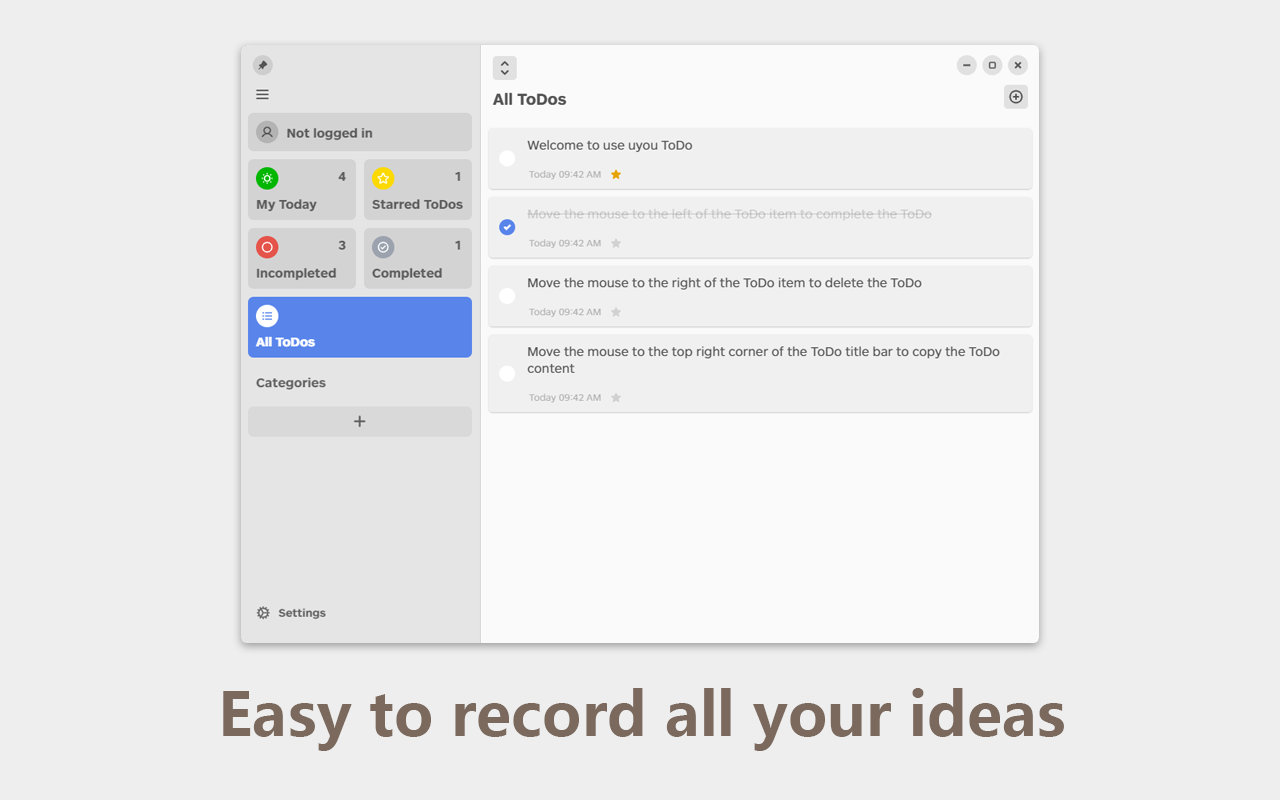 Not logged in
4
My Today
1
Starred ToDos
3
Incompleted
1
Completed
All ToDos
Categories
Settings
All ToDos
Welcome to use uyou ToDo
Today 09:42 AM
Move the mouse to the left of the ToDo item to complete the ToDo
Today 09:42 AM
Move the mouse to the right of the ToDo item to delete the ToDo
Today 09:42 AM
Move the mouse to the top right corner of the ToDo title bar to copy the ToDo
content
Today 09:42 AM
Easy to record all your ideas